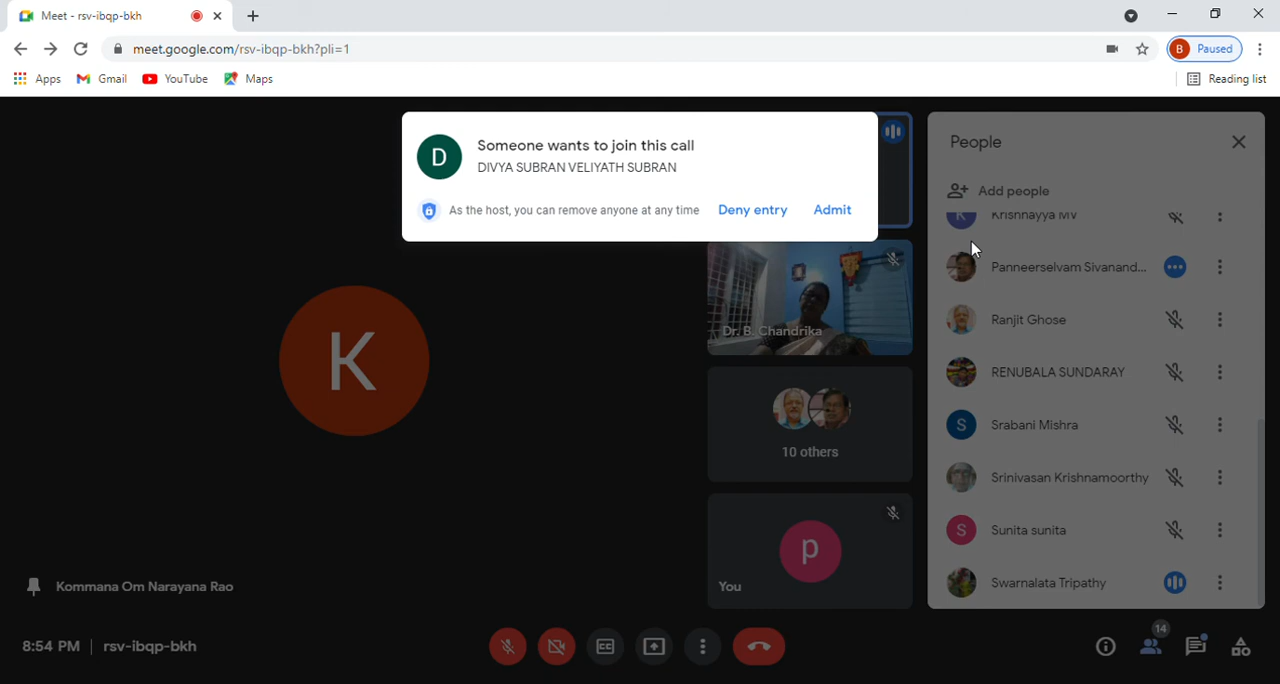 Meet - rsv-ibqp-bkh
meet.google.com/rsv-ibqp-bkh?pli=1
B Paused
Apps Gmail YouTube Maps Reading list
D
Someone wants to join this call
DIVYA SUBRAN VELIYATH SUBRAN
As the host, you can remove anyone at any time Deny entry Admit
K
Kommana Om Narayana Rao
Dr. B. Chandrika
10 others
p
You
People
Add people
K Krishnayya MV
Panneerselvam Sivanand...
Ranjit Ghose
RENUBALA SUNDARAY
S Srabani Mishra
Srinivasan Krishnamoorthy
S Sunita sunita
Swarnalata Tripathy
8:54 PM | rsv-ibqp-bkh
CC
14